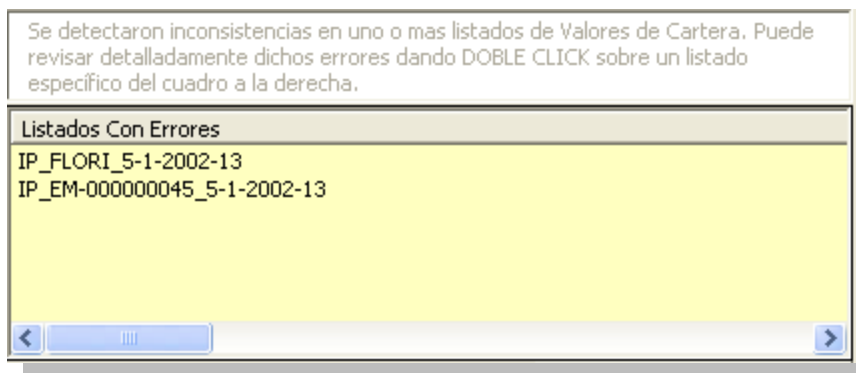 Se detectaron inconsistencias en uno o mas listados de Valores de Cartera. Puede
revisar detalladamente dichos errores dando DOBLE CLICK sobre un listado
específico del cuadro a la derecha.
Listados Con Errores
IP_FLORI_5-1-2002-13
IP_EM-000000045_5-1-2002-13